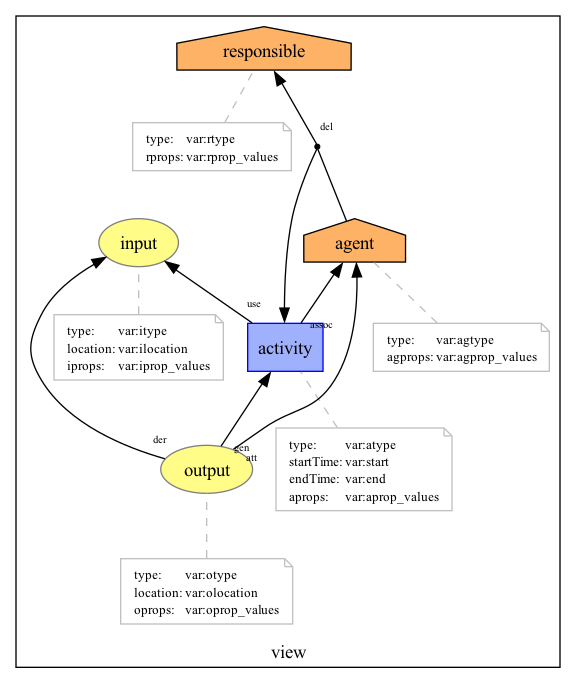 responsible
del
type: var:rtype
rprops: var:rprop_values
input
agent
use
assoc
type: var:itype
location: var:ilocation
iprops: var:iprop_values
activity
type: var:agtype
agprops: var:agprop_values
der
gen
att
output
type: var:atype
startTime: var:start
endTime: var:end
aprops: var:aprop_values
type: var:otype
location: var:olocation
oprops: var:oprop_values
view